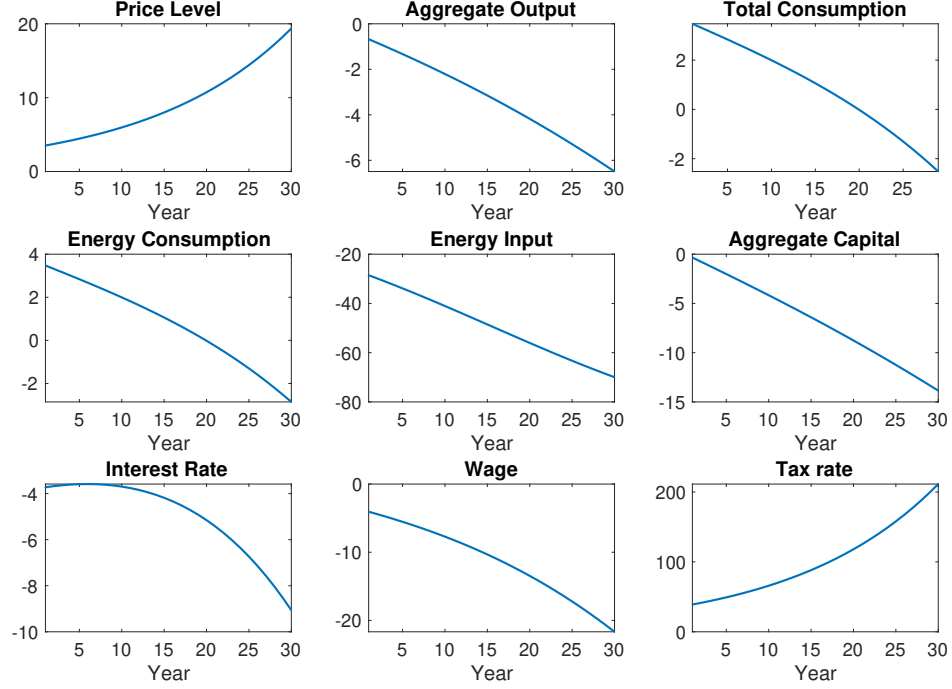 Price Level
20
10
0
5 10 15 20 25 30
Year
Aggregate Output
0
-2
-4
-6
5 10 15 20 25 30
Year
Total Consumption
2
0
-2
5 10 15 20 25
Year
Energy Consumption
4
2
0
-2
5 10 15 20 25 30
Year
Energy Input
-20
-40
-60
-80
5 10 15 20 25 30
Year
Aggregate Capital
0
-5
-10
-15
5 10 15 20 25 30
Year
Interest Rate
-4
-6
-8
-10
5 10 15 20 25 30
Year
Wage
0
-10
-20
5 10 15 20 25 30
Year
Tax rate
200
100
0
5 10 15 20 25 30
Year